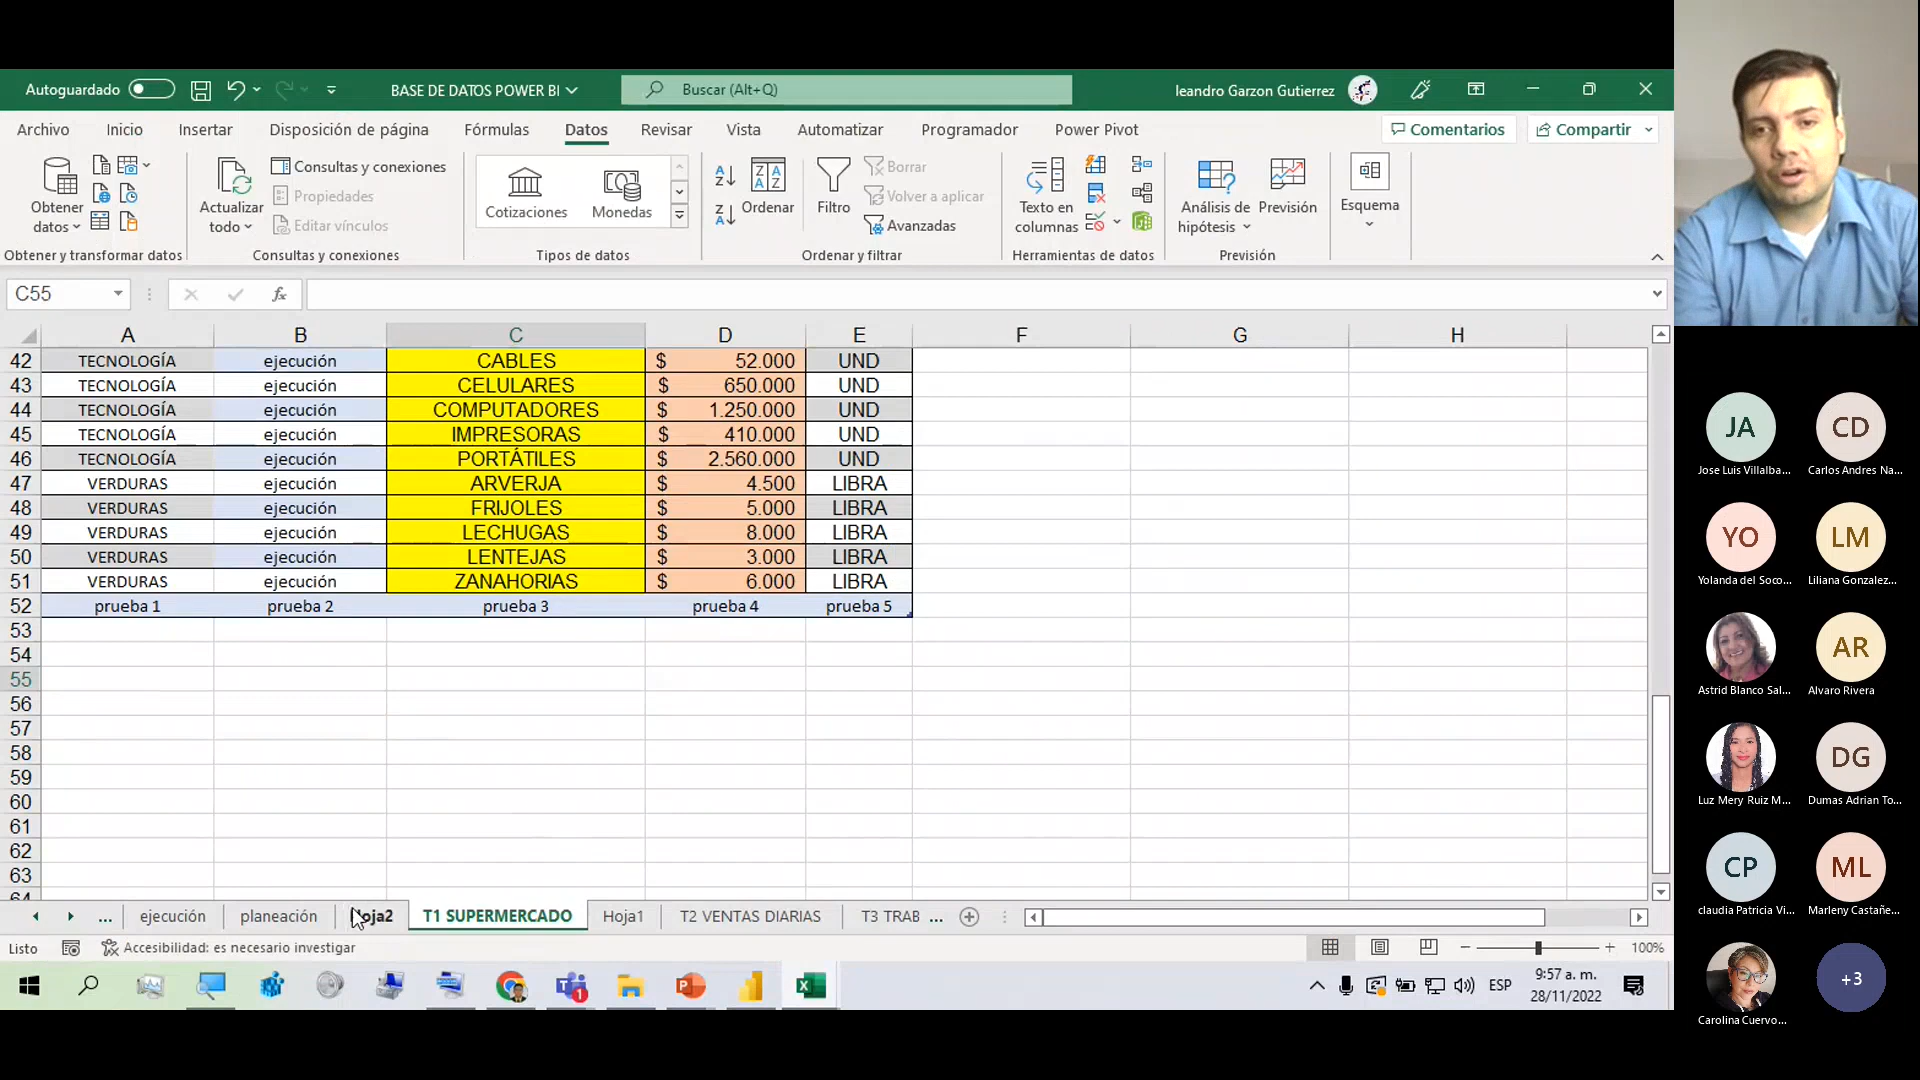 Autoguardado
BASE DE DATOS POWER BI
Buscar (Alt+Q)
leandro Garzon Gutierrez
Archivo Inicio Insertar Disposición de página Fórmulas Datos Revisar Vista Automatizar Programador Power Pivot
Comentarios
Compartir
Obtener datos
Actualizar todo
Consultas y conexiones
Propiedades
Editar vínculos
Cotizaciones
Monedas
Ordenar
Filtro
Borrar
Volver a aplicar
Avanzadas
Texto en columnas
Análisis de hipótesis
Previsión
Esquema
Obtener y transformar datos
Consultas y conexiones
Tipos de datos
Ordenar y filtrar
Herramientas de datos
Previsión
C55
fx
A B C D E F G H
42 TECNOLOGÍA ejecución CABLES $ 52.000 UND
43 TECNOLOGÍA ejecución CELULARES $ 650.000 UND
44 TECNOLOGÍA ejecución COMPUTADORES $ 1.250.000 UND
45 TECNOLOGÍA ejecución IMPRESORAS $ 410.000 UND
46 TECNOLOGÍA ejecución PORTÁTILES $ 2.560.000 UND
47 VERDURAS ejecución ARVERJA $ 4.500 LIBRA
48 VERDURAS ejecución FRIJOLES $ 5.000 LIBRA
49 VERDURAS ejecución LECHUGAS $ 8.000 LIBRA
50 VERDURAS ejecución LENTEJAS $ 3.000 LIBRA
51 VERDURAS ejecución ZANAHORIAS $ 6.000 LIBRA
52 prueba 1 prueba 2 prueba 3 prueba 4 prueba 5
53
54
55
56
57
58
59
60
61
62
63
64
... ejecución planeación Hoja2 T1 SUPERMERCADO Hoja1 T2 VENTAS DIARIAS T3 TRAB ...
Listo
Accesibilidad: es necesario investigar
100%
ESP
9:57 a. m.
28/11/2022
JA
Jose Luis Villalba...
CD
Carlos Andres Na...
YO
Yolanda del Soco...
LM
Liliana Gonzalez...
Astrid Blanco Sal...
AR
Alvaro Rivera
Luz Mery Ruiz M...
DG
Dumas Adrian To...
CP
claudia Patricia Vi...
ML
Marleny Castañe...
Carolina Cuervo...
+3